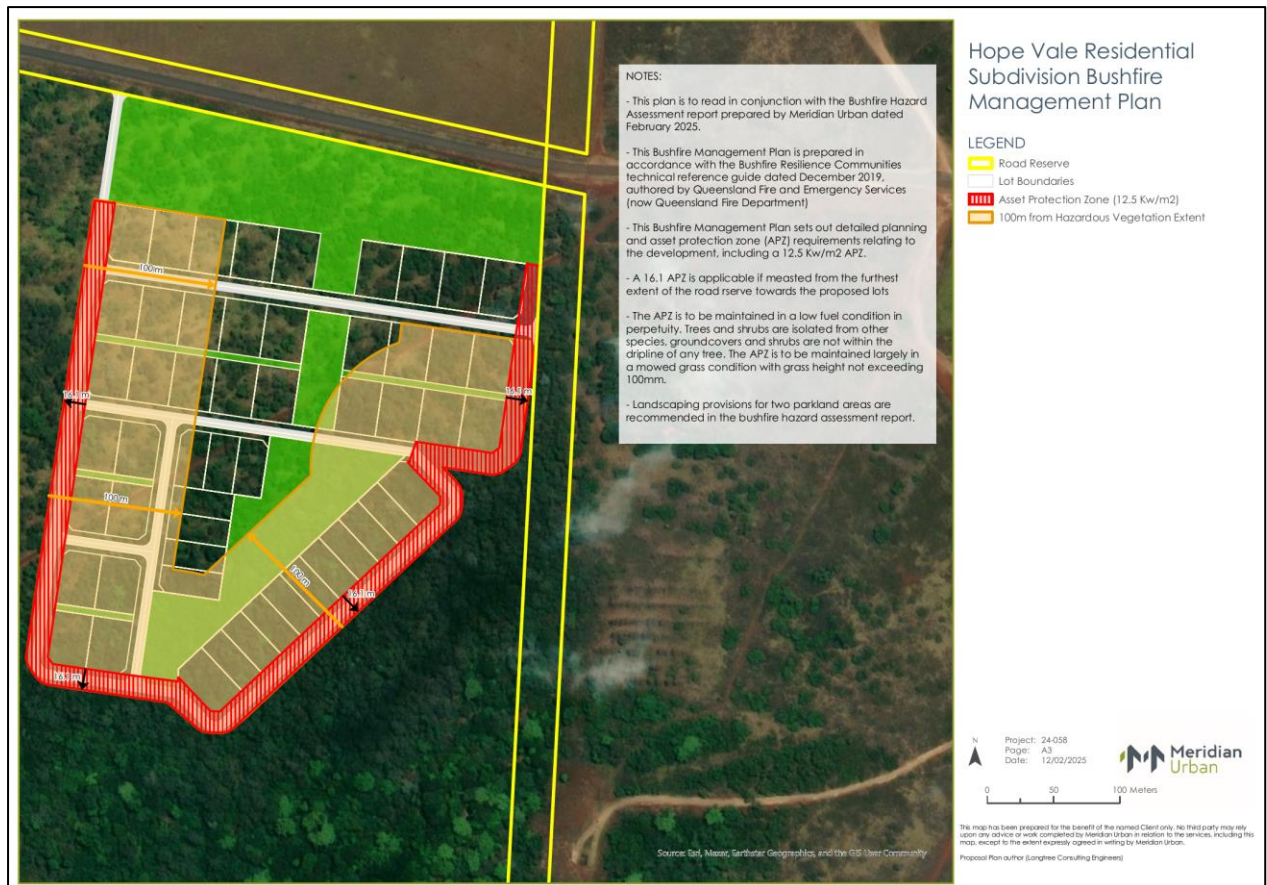 Hope Vale Residential
Subdivision Bushfire
Management Plan
LEGEND
Road Reserve
Lot Boundaries
Asset Protection Zone (12.5 Kw/m2)
100m from Hazardous Vegetation Extent
NOTES:
- This plan is to read in conjunction with the Bushfire Hazard
Assessment report prepared by Meridian Urban dated
February 2025.
- This Bushfire Management Plan is prepared in
accordance with the Bushfire Resilience Communities
technical reference guide dated December 2019,
authored by Queensland Fire and Emergency Services
(now Queensland Fire Department)
- This Bushfire Management Plan sets out detailed planning
and asset protection zone (APZ) requirements relating to
the development, including a 12.5 Kw/m2 APZ.
- A 16.1 APZ is applicable if measted from the furthest
extent of the road rserve towards the proposed lots
- The APZ is to be maintained in a low fuel condition in
perpetuity. Trees and shrubs are isolated from other
species, groundcovers and shrubs are not within the
dripline of any tree. The APZ is to be maintained largely in
a mowed grass condition with grass height not exceeding
100mm.
- Landscaping provisions for two parkland areas are
recommended in the bushfire hazard assessment report.
100 m
16.1 m
16.1 m
100 m
100 m
16.1 m
16.1 m
N
Project: 24-058
Page: A3
Date: 12/02/2025
Meridian
Urban
0 50 100 Meters
This map has been prepared for the benefit of the named Client only. No third party may rely
upon any advice or work completed by Meridian Urban in relation to the services, including this
map, except to the extent expressly agreed in writing by Meridian Urban.
Proposal Plan author (Langtree Consulting Engineers)
Source: Esri, Maxar, Earthstar Geographics, and the GIS User Community